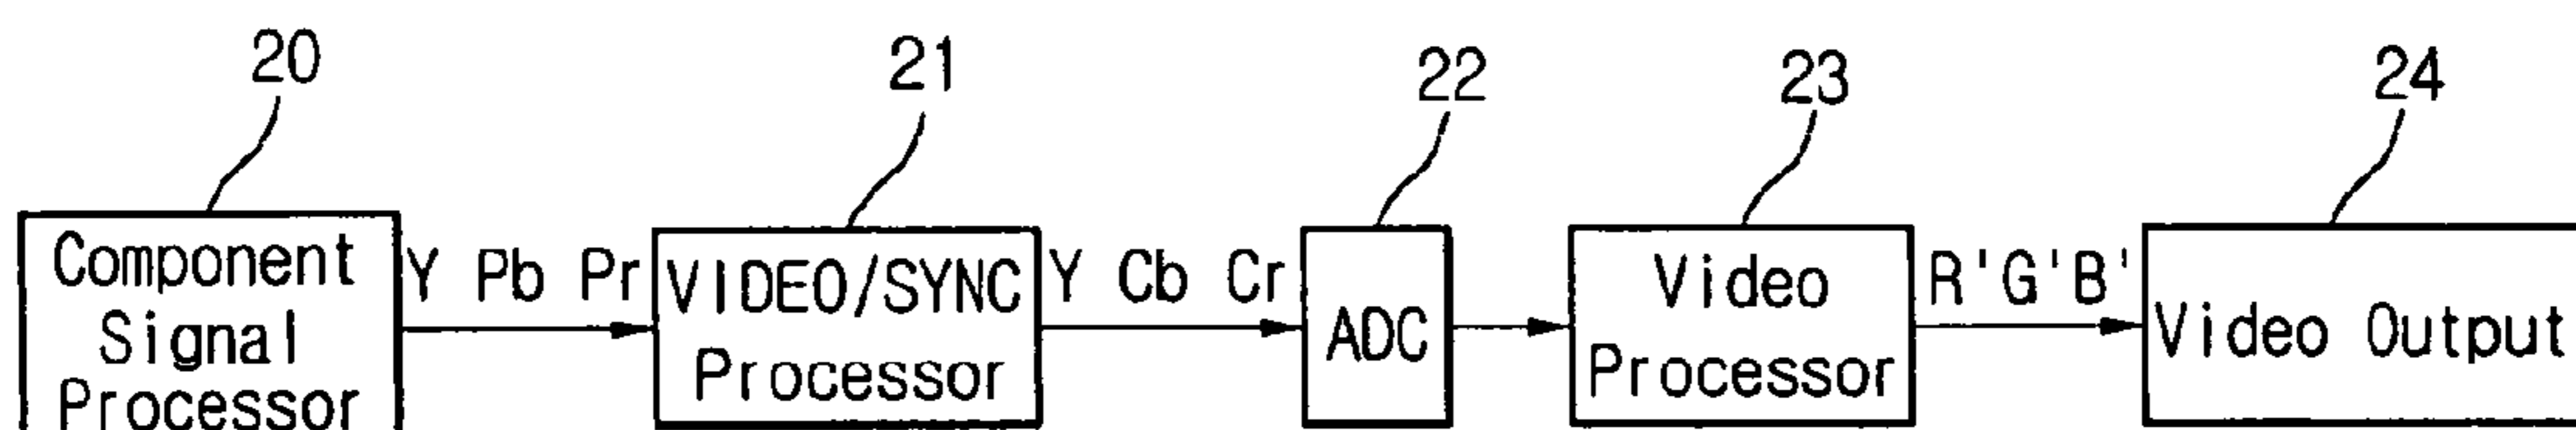 20
21
22
23
24
Component
Signal
Processor
Y Pb Pr
VIDEO/SYNC
Processor
Y Cb Cr
ADC
Video
Processor
R'G'B'
Video Output